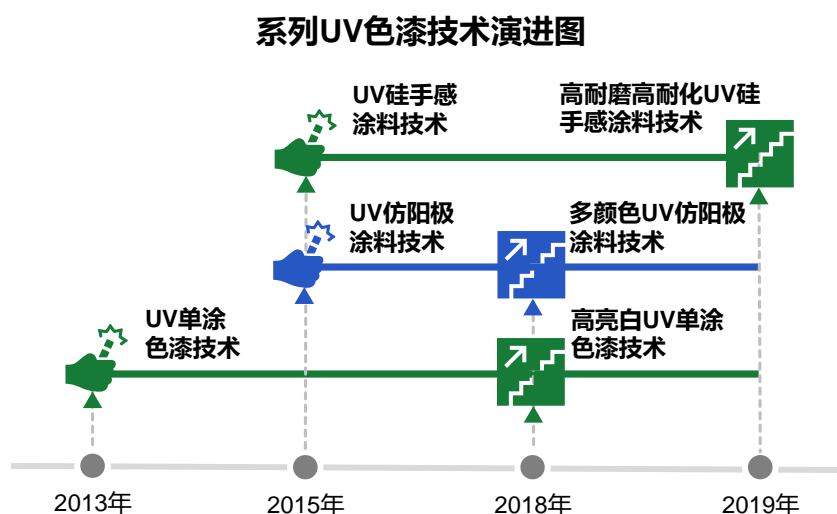 系列UV色漆技术演进图
UV硅手感
涂料技术
高耐磨高耐化UV硅
手感涂料技术
UV仿阳极
涂料技术
多颜色UV仿阳极
涂料技术
UV单涂
色漆技术
高亮白UV单涂
色漆技术
2013年
2015年
2018年
2019年